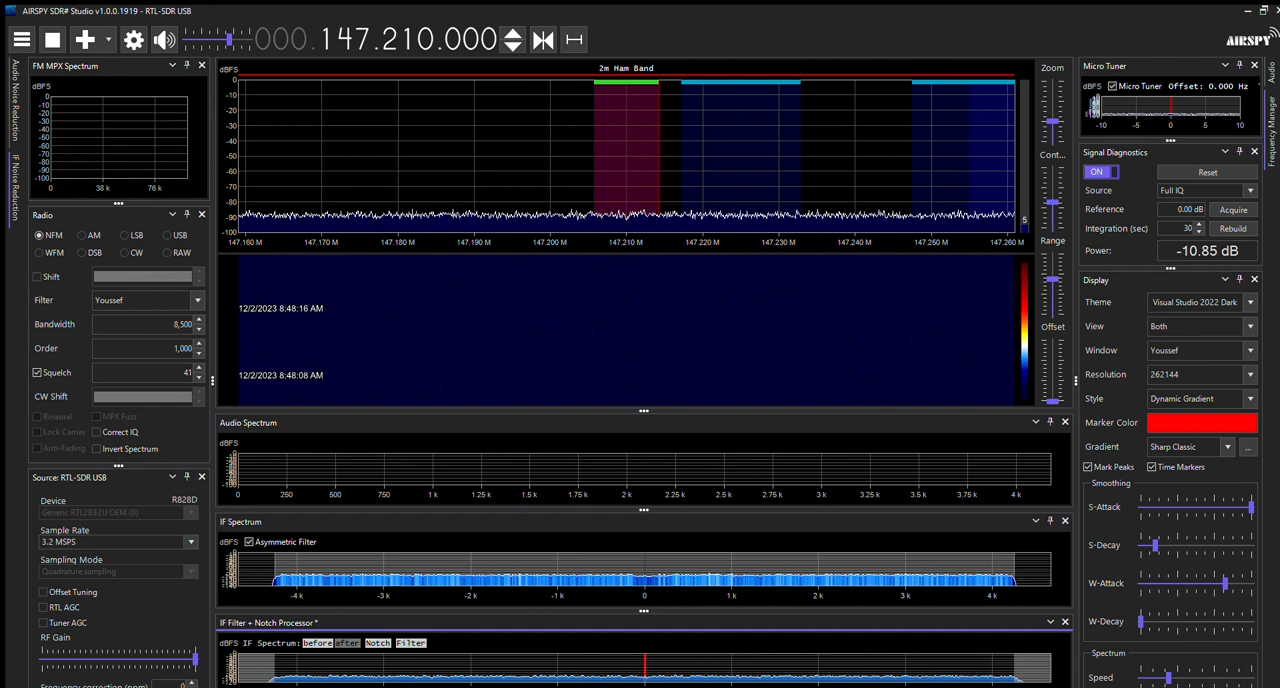 AIRSPY SDR# Studio v1.0.0.1919 - RTL-SDR USB
000.147.210.000
AIRSPY
Audio Noise Reduction
IF Noise Reduction
FM MPX Spectrum
dBFS
0
-10
-20
-30
-40
-50
-60
-70
-80
-90
-100
0 38 k 76 k
Radio
NFM AM LSB USB
WFM DSB CW RAW
Shift
Filter Youssef
Bandwidth 8,500
Order 1,000
Squelch 41
CW Shift
Binaural MPX Fuzz
Lock Carrier Correct IQ
Anti-Fading Invert Spectrum
Source: RTL-SDR USB
Device R828D
Generic RTL2832U OEM (0)
Sample Rate
3.2 MSPS
Sampling Mode
Quadrature sampling
Offset Tuning
RTL AGC
Tuner AGC
RF Gain
Frequency correction (ppm) 0
dBFS 2m Ham Band
0
-10
-20
-30
-40
-50
-60
-70
-80
-90
-100
5
147.160 M 147.170 M 147.180 M 147.190 M 147.200 M 147.210 M 147.220 M 147.230 M 147.240 M 147.250 M 147.260 M
12/2/2023 8:48:16 AM
12/2/2023 8:48:08 AM
Zoom
Cont...
Range
Offset
Audio Spectrum
dBFS
0 250 500 750 1 k 1.25 k 1.5 k 1.75 k 2 k 2.25 k 2.5 k 2.75 k 3 k 3.25 k 3.5 k 3.75 k 4 k
IF Spectrum
dBFS Asymmetric Filter
-4 k -3 k -2 k -1 k 0 1 k 2 k 3 k 4 k
IF Filter + Notch Processor *
dBFS IF Spectrum: before after Notch Filter
Micro Tuner
dBFS Micro Tuner Offset: 0.000 Hz
-10 -5 0 5 10
Signal Diagnostics
ON Reset
Source Full IQ
Reference 0.00 dB Acquire
Integration (sec) 30 Rebuild
Power: -10.85 dB
Display
Theme Visual Studio 2022 Dark
View Both
Window Youssef
Resolution 262144
Style Dynamic Gradient
Marker Color
Gradient Sharp Classic ...
Mark Peaks Time Markers
Smoothing
S-Attack
S-Decay
W-Attack
W-Decay
Spectrum
Speed
Audio
Frequency Manager